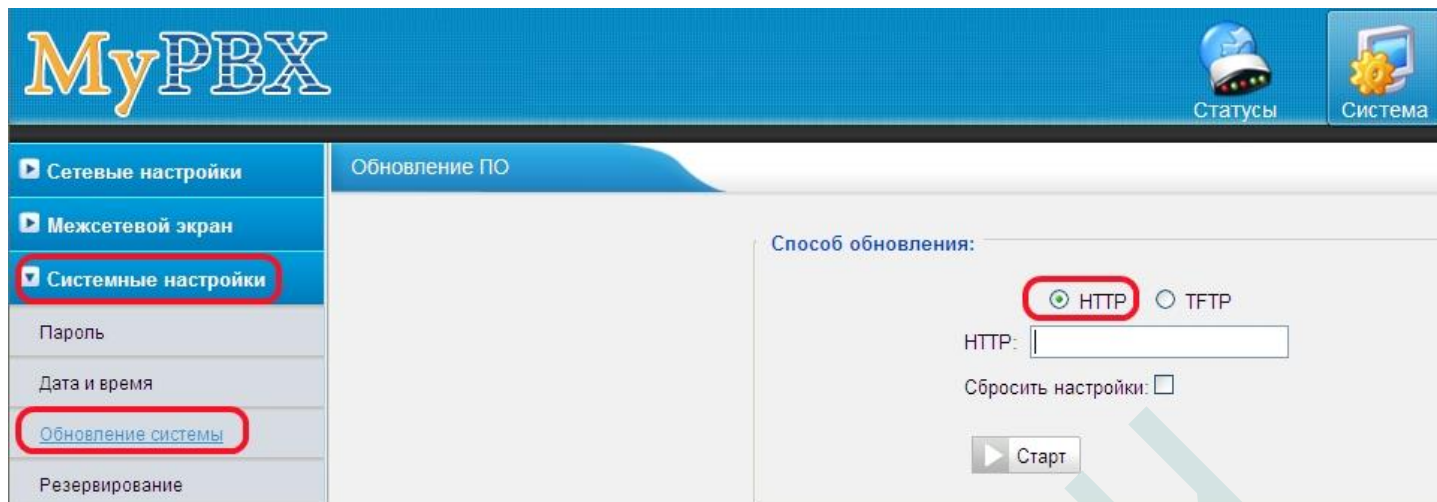 MyPBX
Статусы
Система
Сетевые настройки
Межсетевой экран
Системные настройки
Пароль
Дата и время
Обновление системы
Резервирование
Обновление ПО
Способ обновления:
HTTP TFTP
HTTP:
Сбросить настройки:
Старт